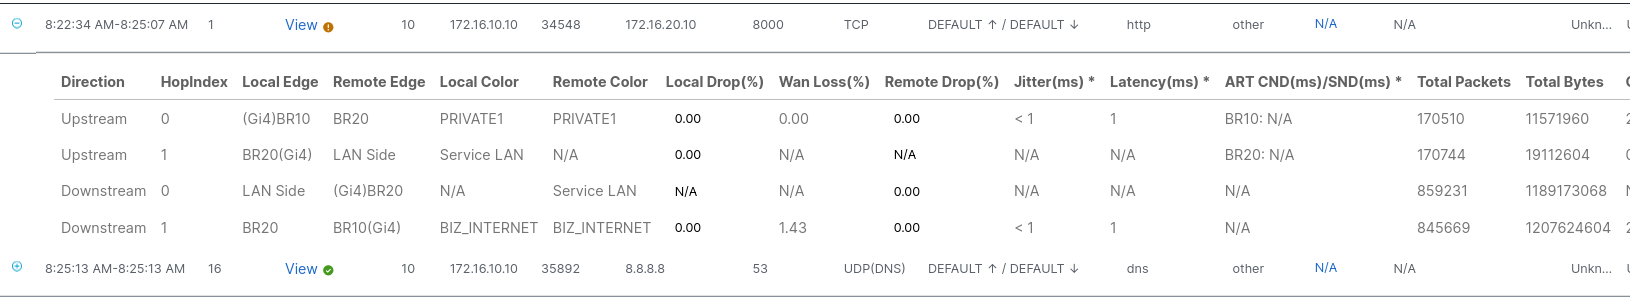 8:22:34 AM-8:25:07 AM 1 View 10 172.16.10.10 34548 172.16.20.10 8000 TCP DEFAULT ↑ / DEFAULT ↓ http other N/A N/A Unkn...
Direction HopIndex Local Edge Remote Edge Local Color Remote Color Local Drop(%) Wan Loss(%) Remote Drop(%) Jitter(ms) * Latency(ms) * ART CND(ms)/SND(ms) * Total Packets Total Bytes
Upstream 0 (Gi4)BR10 BR20 PRIVATE1 PRIVATE1 0.00 0.00 0.00 < 1 1 BR10: N/A 170510 11571960
Upstream 1 BR20(Gi4) LAN Side Service LAN N/A 0.00 N/A N/A N/A N/A BR20: N/A 170744 19112604
Downstream 0 LAN Side (Gi4)BR20 N/A Service LAN N/A N/A 0.00 N/A N/A N/A 859231 1189173068
Downstream 1 BR20 BR10(Gi4) BIZ_INTERNET BIZ_INTERNET 0.00 1.43 0.00 < 1 1 N/A 845669 1207624604
8:25:13 AM-8:25:13 AM 16 View 10 172.16.10.10 35892 8.8.8.8 53 UDP(DNS) DEFAULT ↑ / DEFAULT ↓ dns other N/A N/A Unkn...